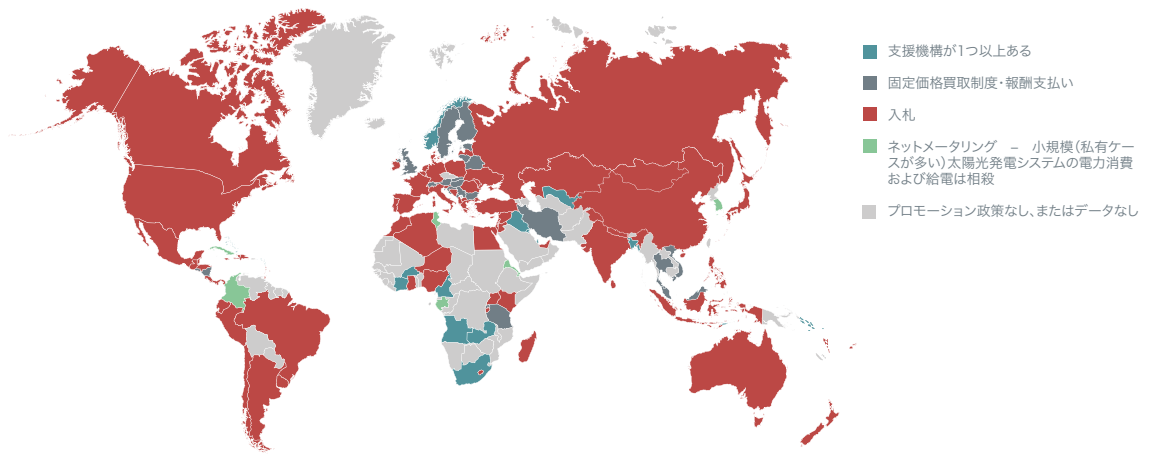 支援機構が1つ以上ある
固定価格買取制度・報酬支払い
入札
ネットメータリング － 小規模(私有ケー
スが多い)太陽光発電システムの電力消費
および給電は相殺
プロモーション政策なし、またはデータなし